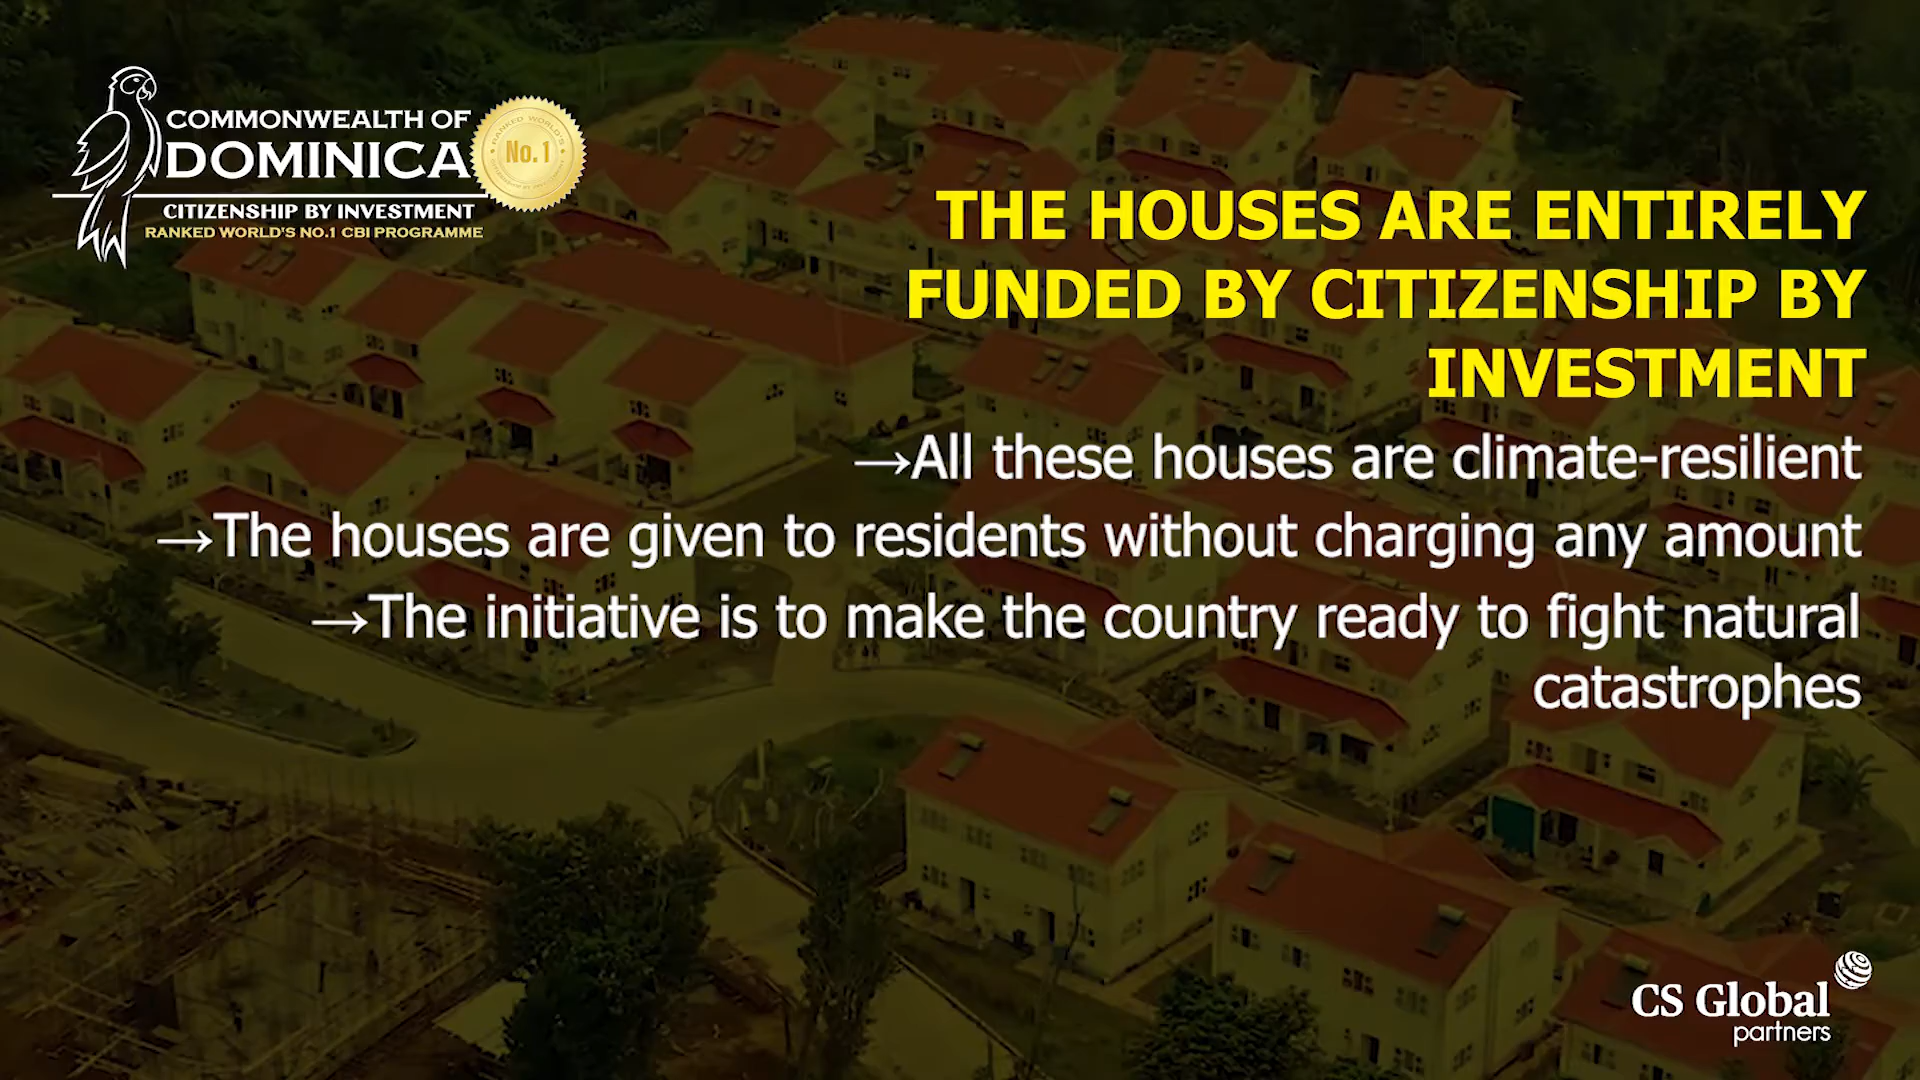 COMMONWEALTH OF
DOMINICA
CITIZENSHIP BY INVESTMENT
RANKED WORLD'S NO.1 CBI PROGRAMME
RANKED WORLD'S
No.1
THE HOUSES ARE ENTIRELY
FUNDED BY CITIZENSHIP BY
INVESTMENT
→All these houses are climate-resilient
→The houses are given to residents without charging any amount
→The initiative is to make the country ready to fight natural
catastrophes
CS Global
partners